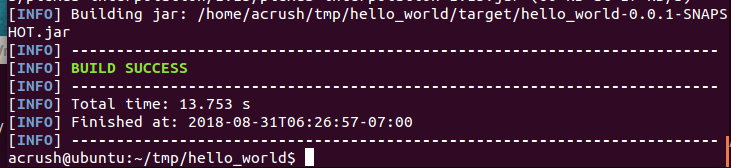 [INFO] Building jar: /home/acrush/tmp/hello_world/target/hello_world-0.0.1-SNAPS
HOT.jar
[INFO] ------------------------------------------------------------------------
[INFO] BUILD SUCCESS
[INFO] ------------------------------------------------------------------------
[INFO] Total time: 13.753 s
[INFO] Finished at: 2018-08-31T06:26:57-07:00
[INFO] ------------------------------------------------------------------------
acrush@ubuntu:~/tmp/hello_world$